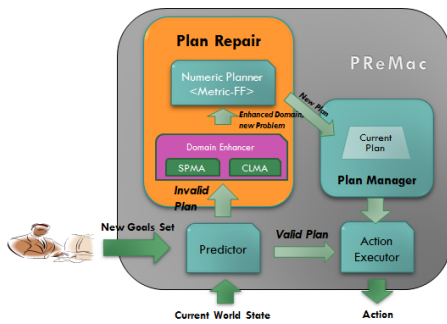 Plan Repair
PReMac
Numeric Planner
<Metric-FF>
New Plan
Enhanced Domain,
new Problem
Domain Enhancer
SPMA
CLMA
Current
Plan
Plan Manager
Invalid
Plan
New Goals Set
Predictor
Valid Plan
Action
Executor
Current World State
Action